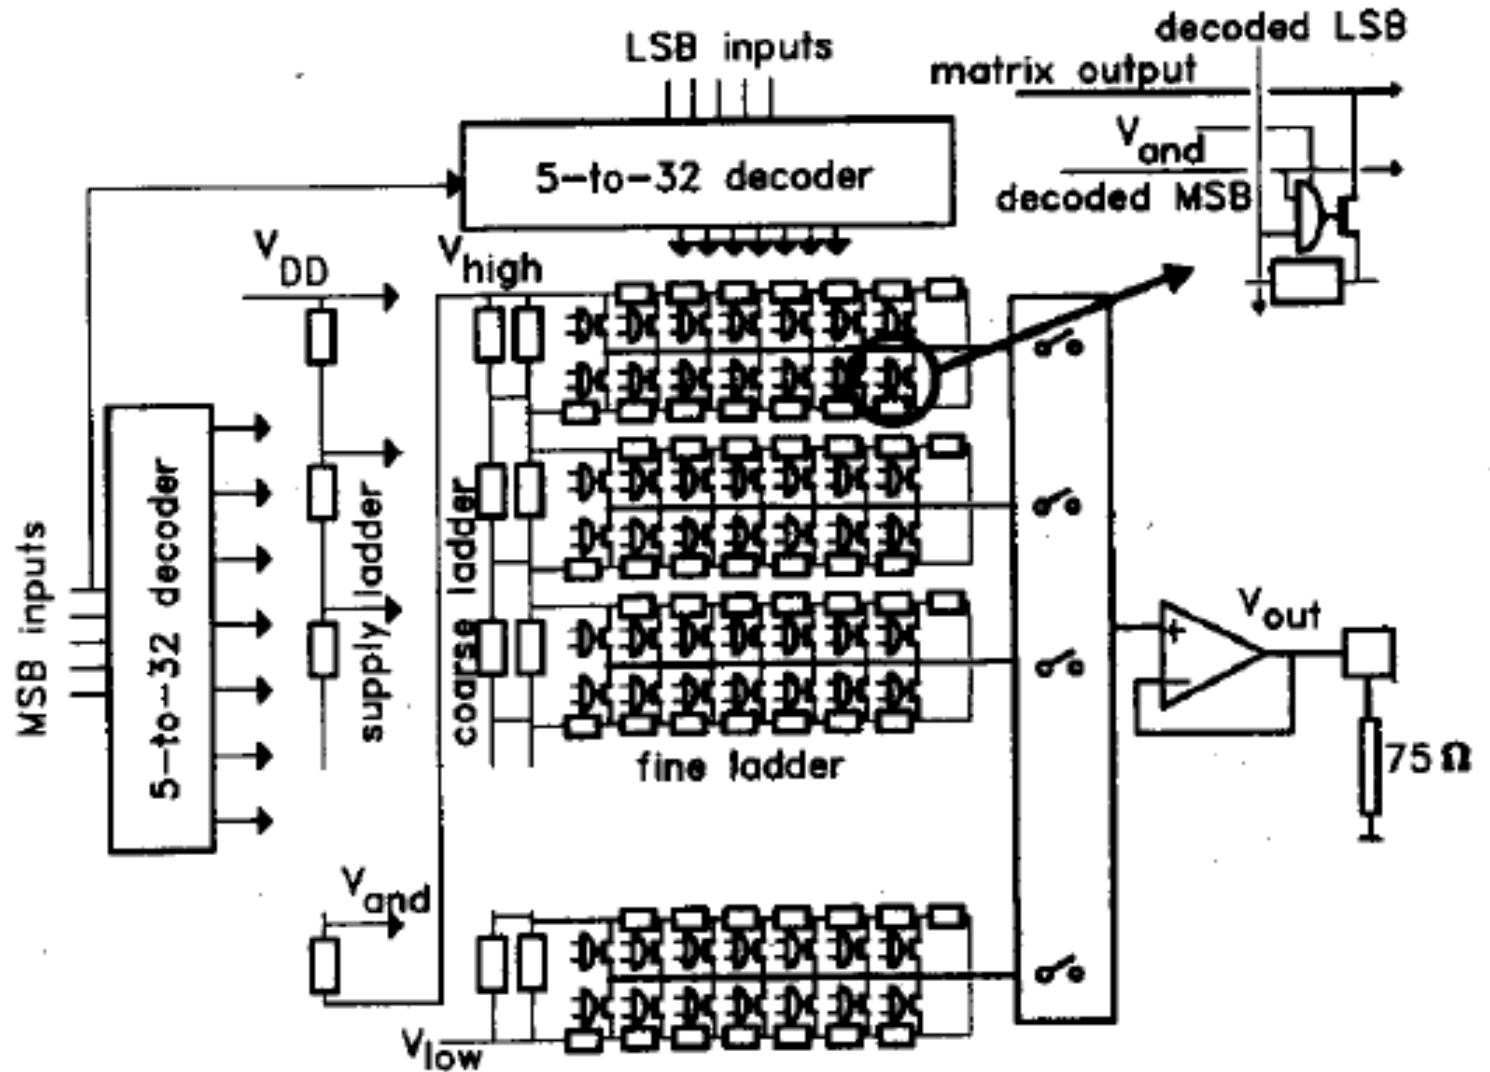 decoded LSB
LSB inputs
matrix output
Vand
5-to-32 decoder
decoded MSB
VDD
Vhigh
MSB inputs
5-to-32 decoder
supply ladder
coarse ladder
fine ladder
+
−
Vout
75 Ω
Vand
Vlow